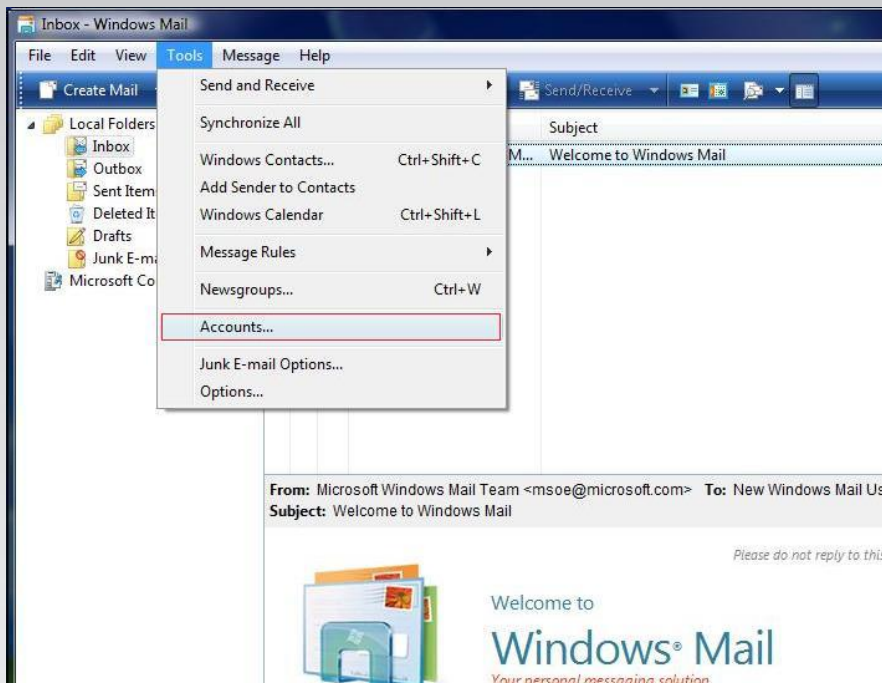 Inbox - Windows Mail
File Edit View Tools Message Help
Create Mail
Send/Receive
Send and Receive
Synchronize All
Windows Contacts... Ctrl+Shift+C
Add Sender to Contacts
Windows Calendar Ctrl+Shift+L
Message Rules
Newsgroups... Ctrl+W
Accounts...
Junk E-mail Options...
Options...
Local Folders
Inbox
Outbox
Sent Item
Deleted It
Drafts
Junk E-ma
Microsoft Co
Subject
M... Welcome to Windows Mail
From: Microsoft Windows Mail Team <msoe@microsoft.com> To: New Windows Mail Us
Subject: Welcome to Windows Mail
Please do not reply to this
Welcome to
Windows® Mail
Your personal messaging solution